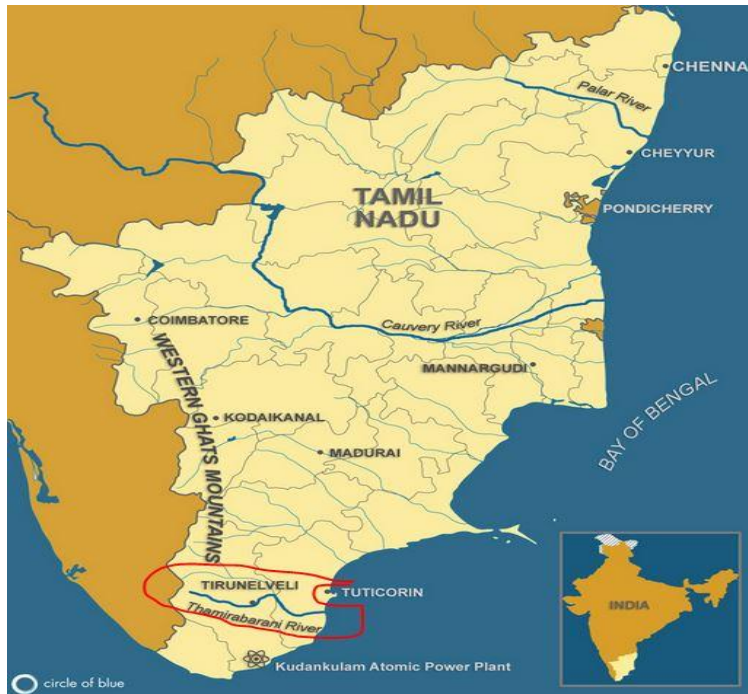 CHENNA
Palar River
CHEYYUR
TAMIL
NADU
PONDICHERRY
COIMBATORE
Cauvery River
MANNARGUDI
WESTERN GHATS MOUNTAINS
KODAIKANAL
MADURAI
BAY OF BENGAL
TIRUNELVELI
TUTICORIN
Thamirabarani River
INDIA
Kudankulam Atomic Power Plant
circle of blue